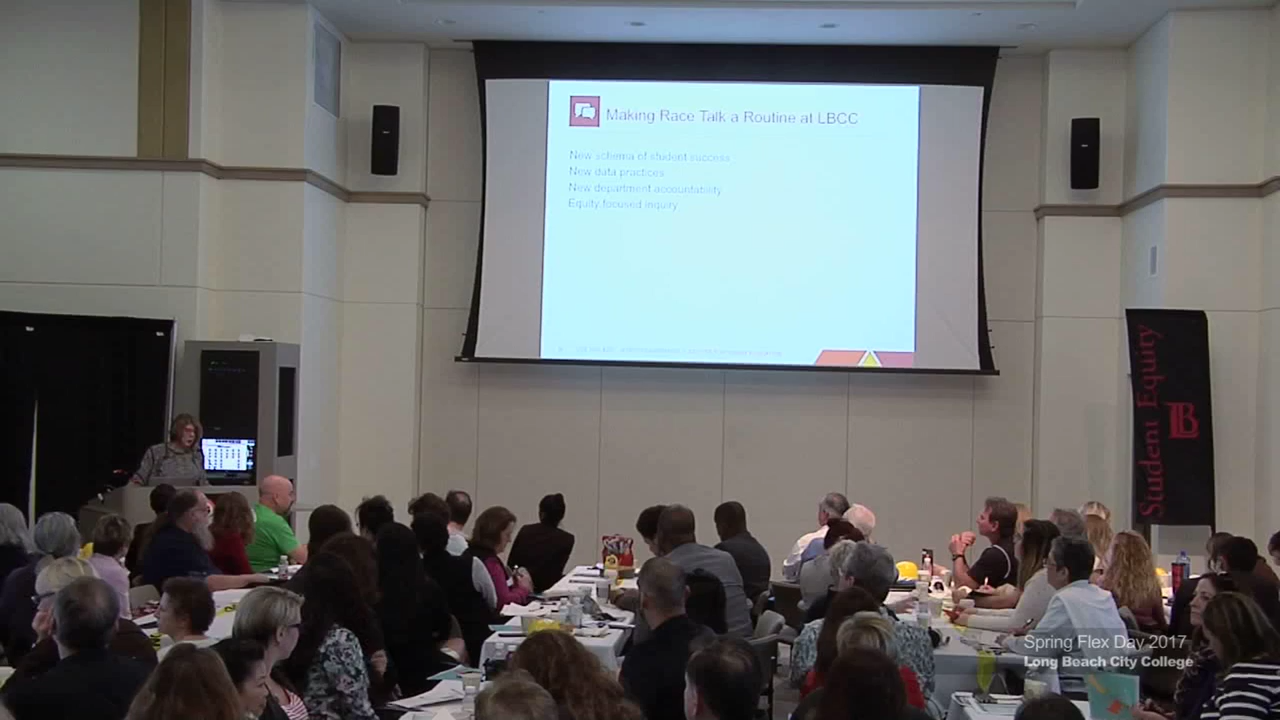 Making Race Talk a Routine at LBCC
New schema of student success
New data practices
New department accountability
Equity focused inquiry
Student Equity
LB
Spring Flex Day 2017
Long Beach City College